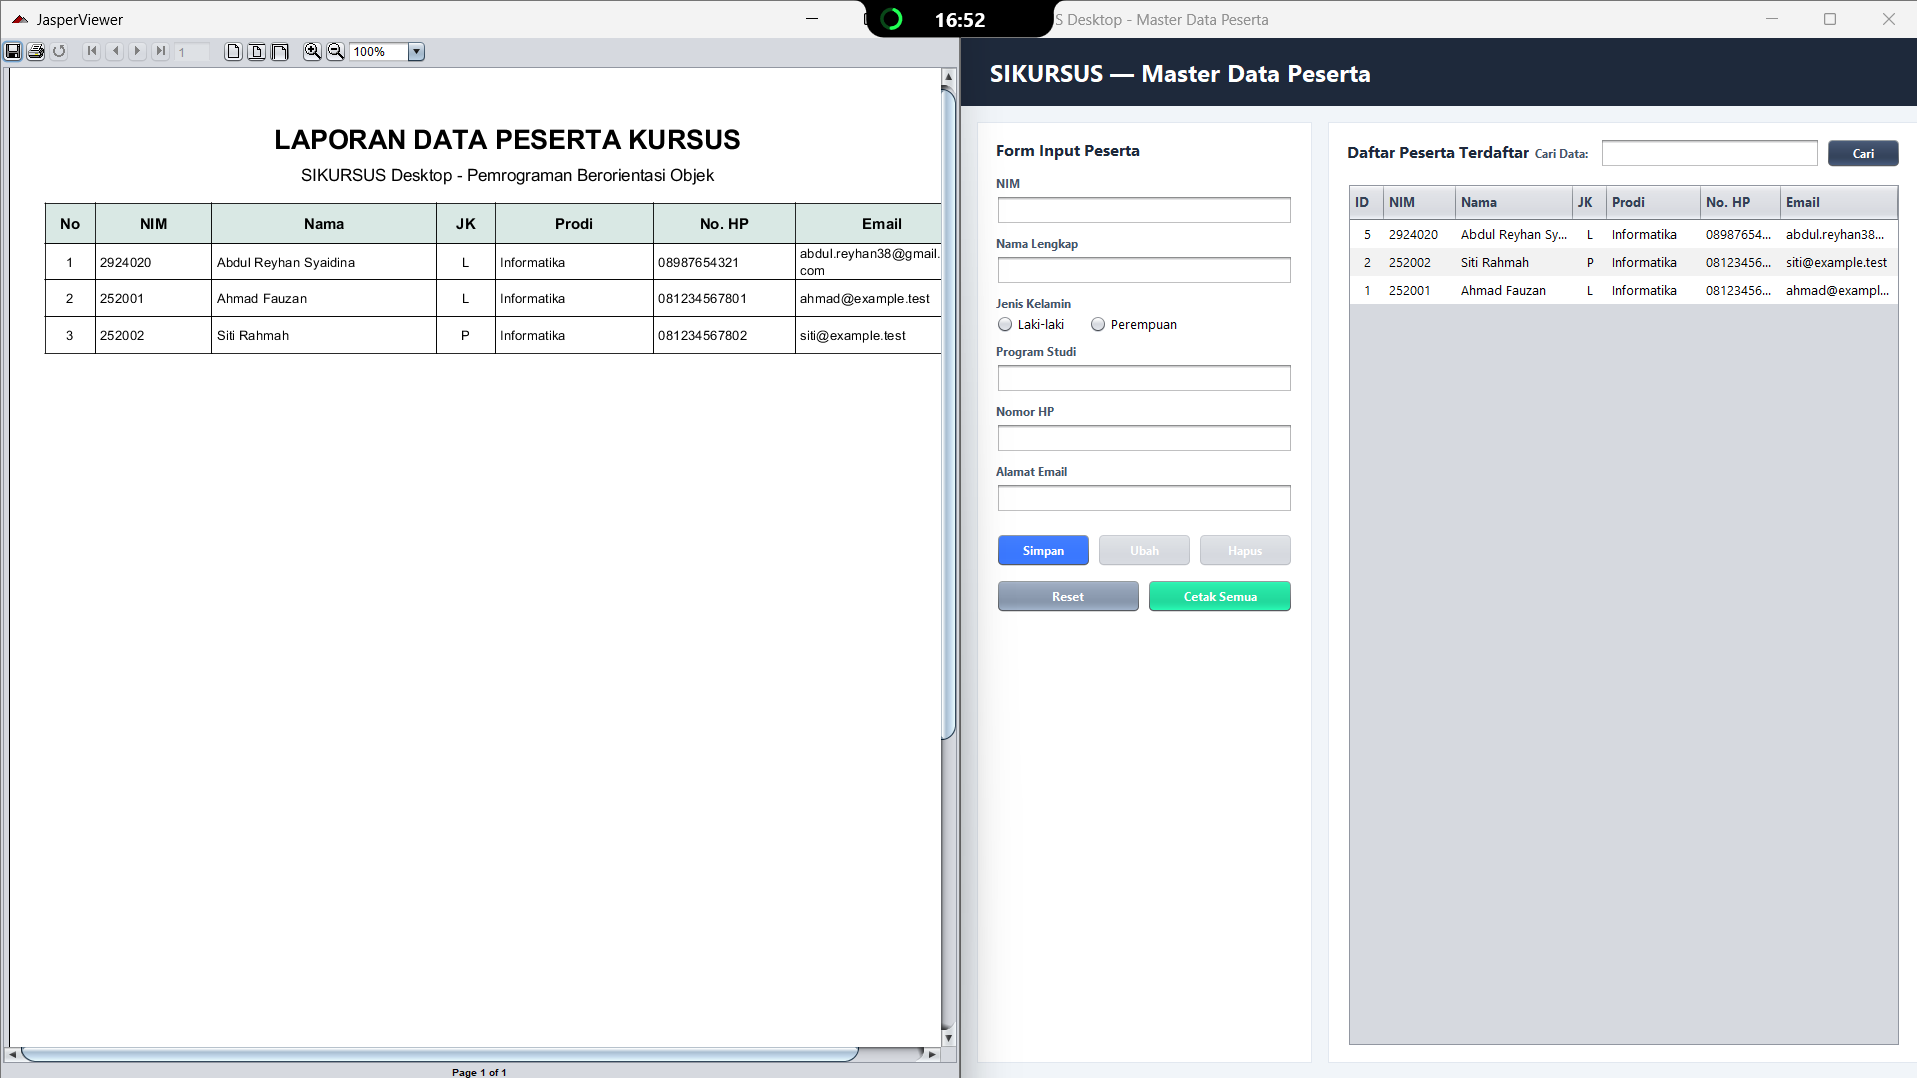 JasperViewer
16:52
S Desktop - Master Data Peserta
1
100%
LAPORAN DATA PESERTA KURSUS
SIKURSUS Desktop - Pemrograman Berorientasi Objek
No NIM Nama JK Prodi No. HP Email
1 2924020 Abdul Reyhan Syaidina L Informatika 08987654321 abdul.reyhan38@gmail.
com
2 252001 Ahmad Fauzan L Informatika 081234567801 ahmad@example.test
3 252002 Siti Rahmah P Informatika 081234567802 siti@example.test
Page 1 of 1
SIKURSUS — Master Data Peserta
Form Input Peserta
NIM
Nama Lengkap
Jenis Kelamin
Laki-laki Perempuan
Program Studi
Nomor HP
Alamat Email
Simpan Ubah Hapus
Reset Cetak Semua
Daftar Peserta Terdaftar Cari Data: Cari
ID NIM Nama JK Prodi No. HP Email
5 2924020 Abdul Reyhan Sy... L Informatika 08987654... abdul.reyhan38...
2 252002 Siti Rahmah P Informatika 08123456... siti@example.test
1 252001 Ahmad Fauzan L Informatika 08123456... ahmad@exampl...